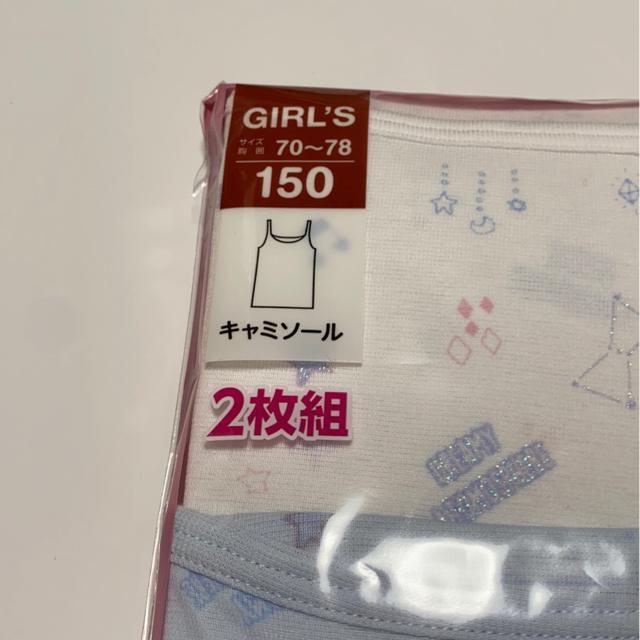 GIRL'S
サイズ
胸囲 70～78
150
キャミソール
2枚組